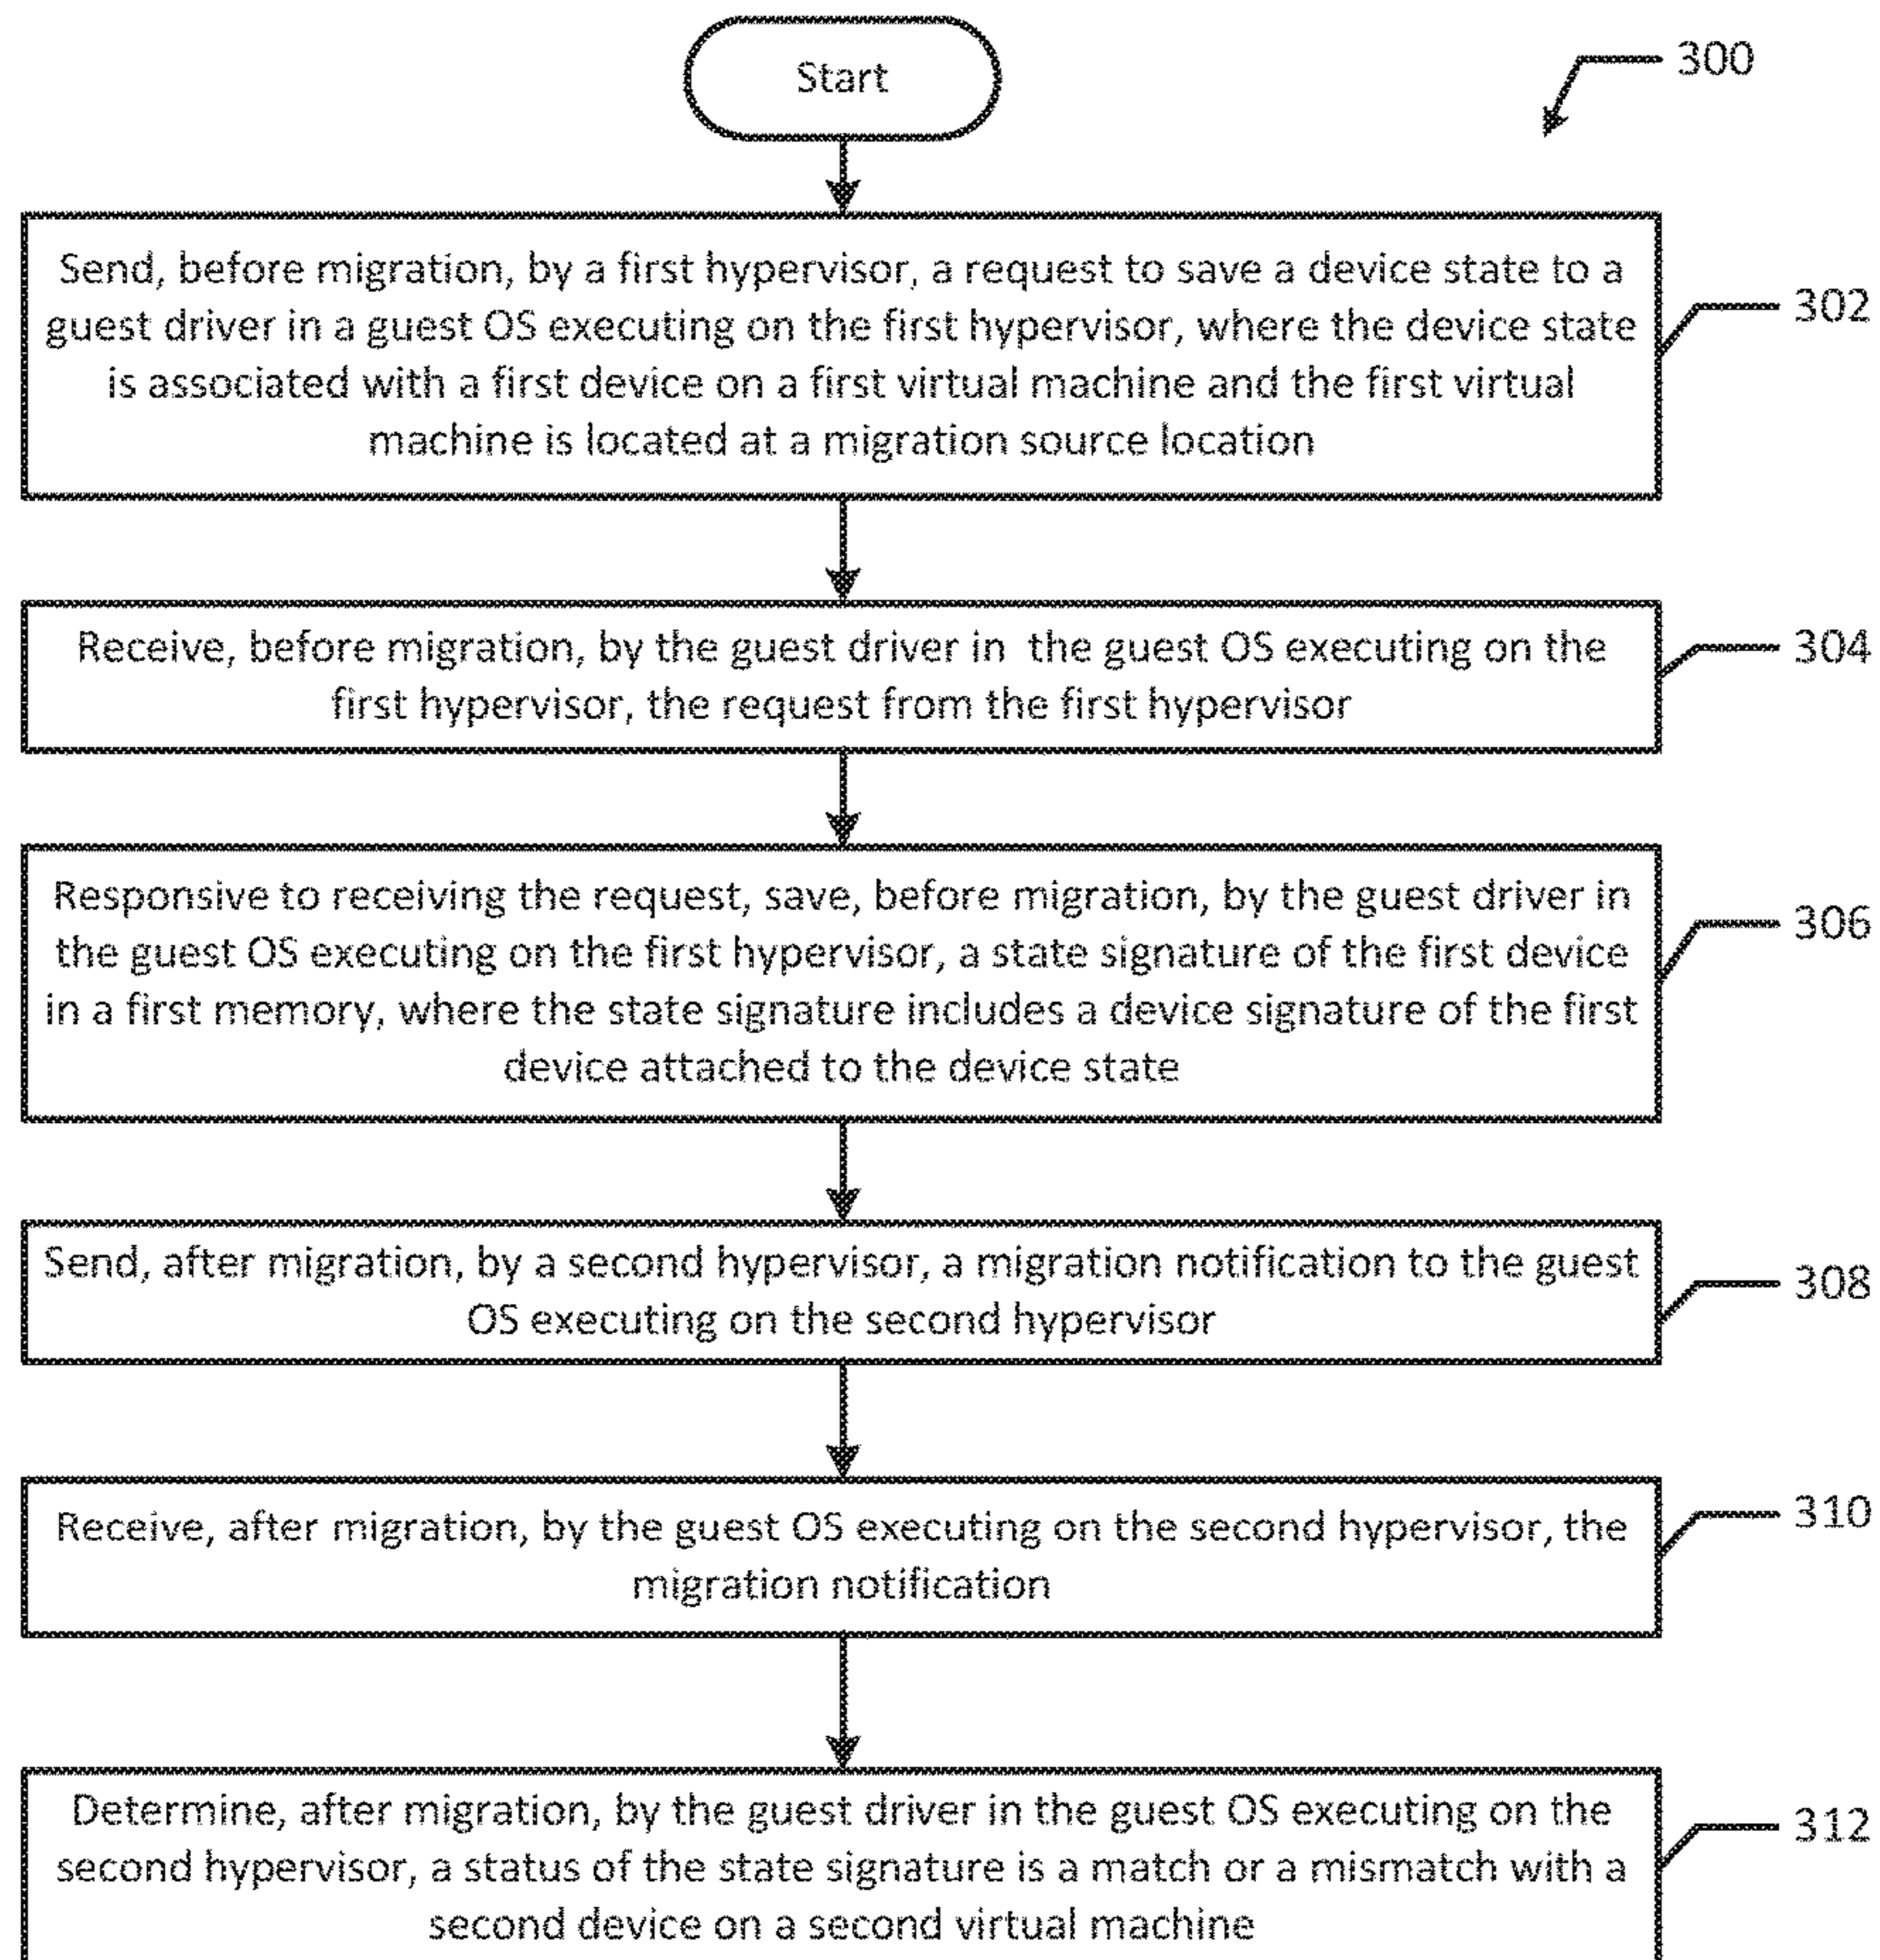 Start
300
Send, before migration, by a first hypervisor, a request to save a device state to a
guest driver in a guest OS executing on the first hypervisor, where the device state
is associated with a first device on a first virtual machine and the first virtual
machine is located at a migration source location
302
Receive, before migration, by the guest driver in the guest OS executing on the
first hypervisor, the request from the first hypervisor
304
Responsive to receiving the request, save, before migration, by the guest driver in
the guest OS executing on the first hypervisor, a state signature of the first device
in a first memory, where the state signature includes a device signature of the first
device attached to the device state
306
Send, after migration, by a second hypervisor, a migration notification to the guest
OS executing on the second hypervisor
308
Receive, after migration, by the guest OS executing on the second hypervisor, the
migration notification
310
Determine, after migration, by the guest driver in the guest OS executing on the
second hypervisor, a status of the state signature is a match or a mismatch with a
second device on a second virtual machine
312